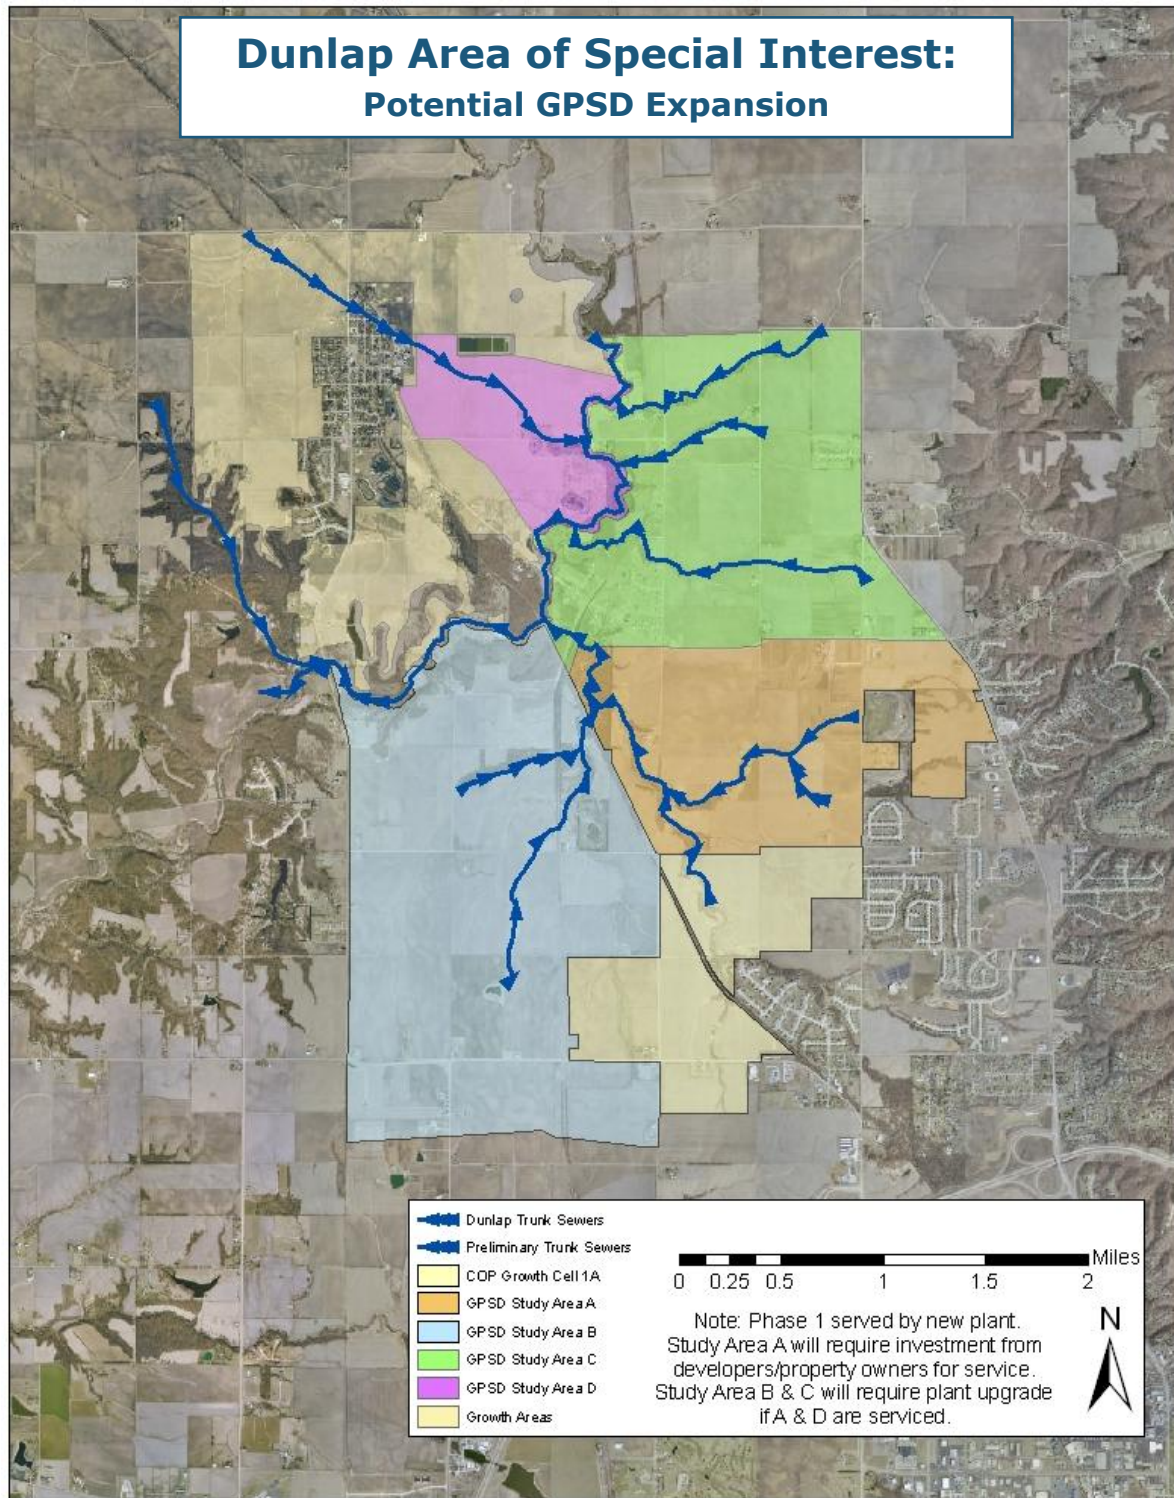 Dunlap Area of Special Interest:
Potential GPSD Expansion
Dunlap Trunk Sewers
Preliminary Trunk Sewers
COP Growth Cell 1A
GPSD Study Area A
GPSD Study Area B
GPSD Study Area C
GPSD Study Area D
Growth Areas
Miles
0 0.25 0.5 1 1.5 2
Note: Phase 1 served by new plant.
Study Area A will require investment from
developers/property owners for service.
Study Area B & C will require plant upgrade
if A & D are serviced.
N